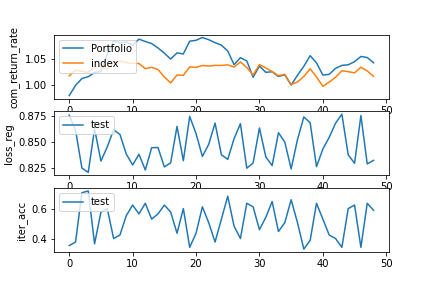 com_return_rate
1.05
1.00
Portfolio
index
0 10 20 30 40 50
loss_reg
0.875
0.850
0.825
test
0 10 20 30 40 50
iter_acc
0.6
0.4
test
0 10 20 30 40 50